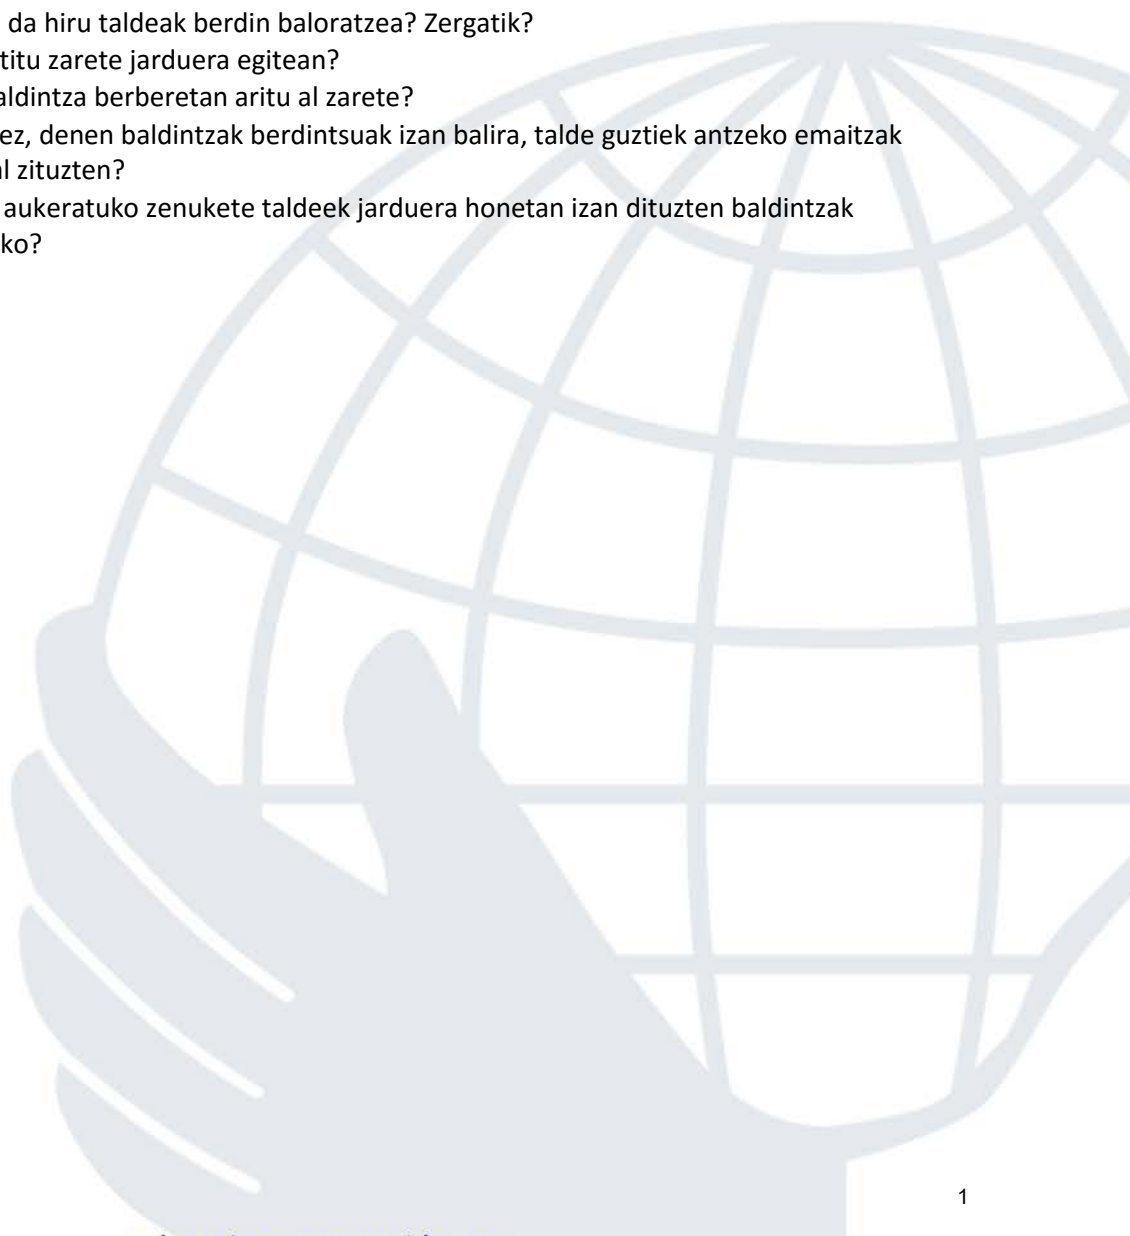 da hiru taldeak berdin baloratzea? Zergatik?
titu zarete jarduera egitean?
aldintza berberetan aritu al zarete?
ez, denen baldintzak berdintsuak izan balira, talde guztiek antzeko emaitzak
al zituzten?
aukeratuko zenukete taldeek jarduera honetan izan dituzten baldintzak
ko?
1